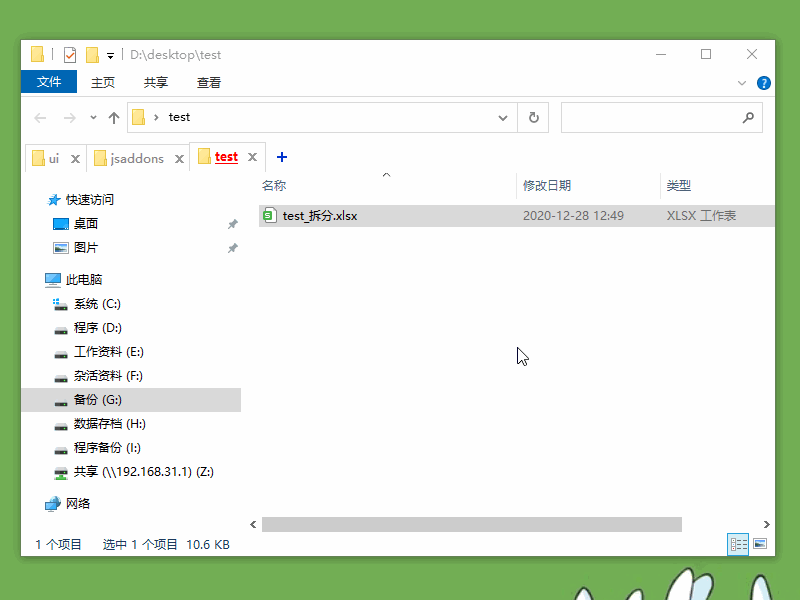 D:\desktop\test
文件 主页 共享 查看
test
ui jsaddons test
名称 修改日期 类型
test_拆分.xlsx 2020-12-28 12:49 XLSX 工作表
快速访问
桌面
图片
此电脑
系统 (C:)
程序 (D:)
工作资料 (E:)
杂活资料 (F:)
备份 (G:)
数据存档 (H:)
程序备份 (I:)
共享 (\\192.168.31.1) (Z:)
网络
1 个项目 选中 1 个项目 10.6 KB